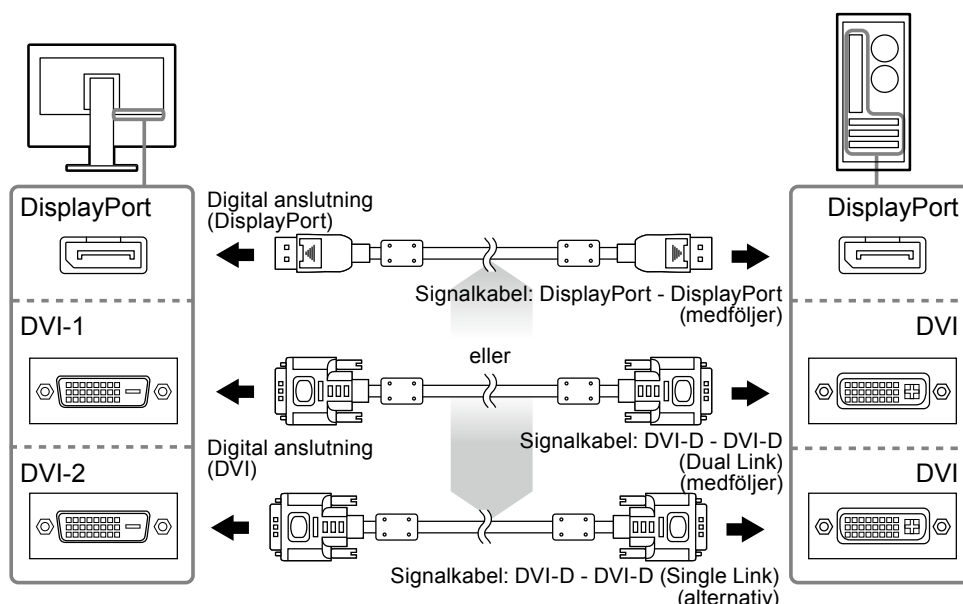 DisplayPort
Digital anslutning
(DisplayPort)
DisplayPort
Signalkabel: DisplayPort - DisplayPort
(medföljer)
DVI-1
eller
DVI
Digital anslutning
(DVI)
Signalkabel: DVI-D - DVI-D
(Dual Link)
(medföljer)
DVI-2
DVI
Signalkabel: DVI-D - DVI-D (Single Link)
(alternativ)